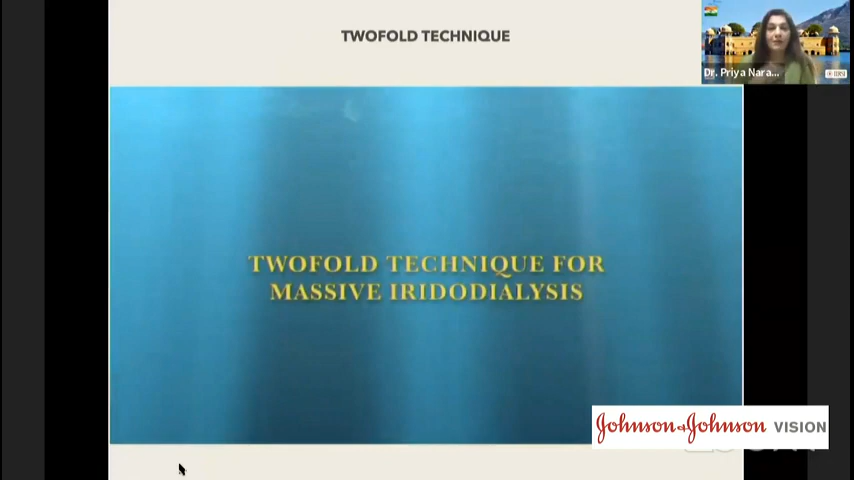 TWOFOLD TECHNIQUE
Dr. Priya Nara...
TWOFOLD TECHNIQUE FOR
MASSIVE IRIDODIALYSIS
Johnson & Johnson VISION